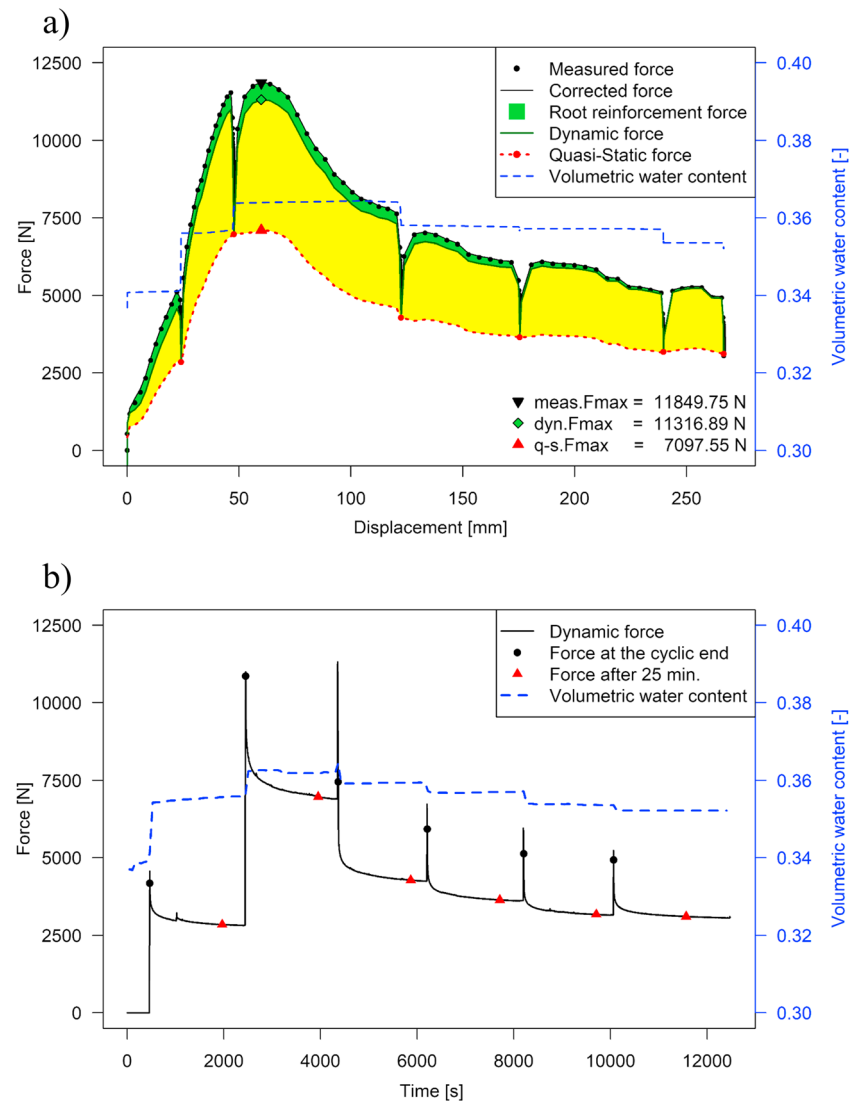 a)
12500
10000
7500
5000
2500
0
Force [N]
0.40
0.38
0.36
0.34
0.32
0.30
Volumetric water content [-]
Measured force
Corrected force
Root reinforcement force
Dynamic force
Quasi-Static force
Volumetric water content
meas.Fmax = 11849.75 N
dyn.Fmax = 11316.89 N
q-s.Fmax = 7097.55 N
0 50 100 150 200 250
Displacement [mm]
b)
12500
10000
7500
5000
2500
0
Force [N]
0.40
0.38
0.36
0.34
0.32
0.30
Volumetric water content [-]
Dynamic force
Force at the cyclic end
Force after 25 min.
Volumetric water content
0 2000 4000 6000 8000 10000 12000
Time [s]